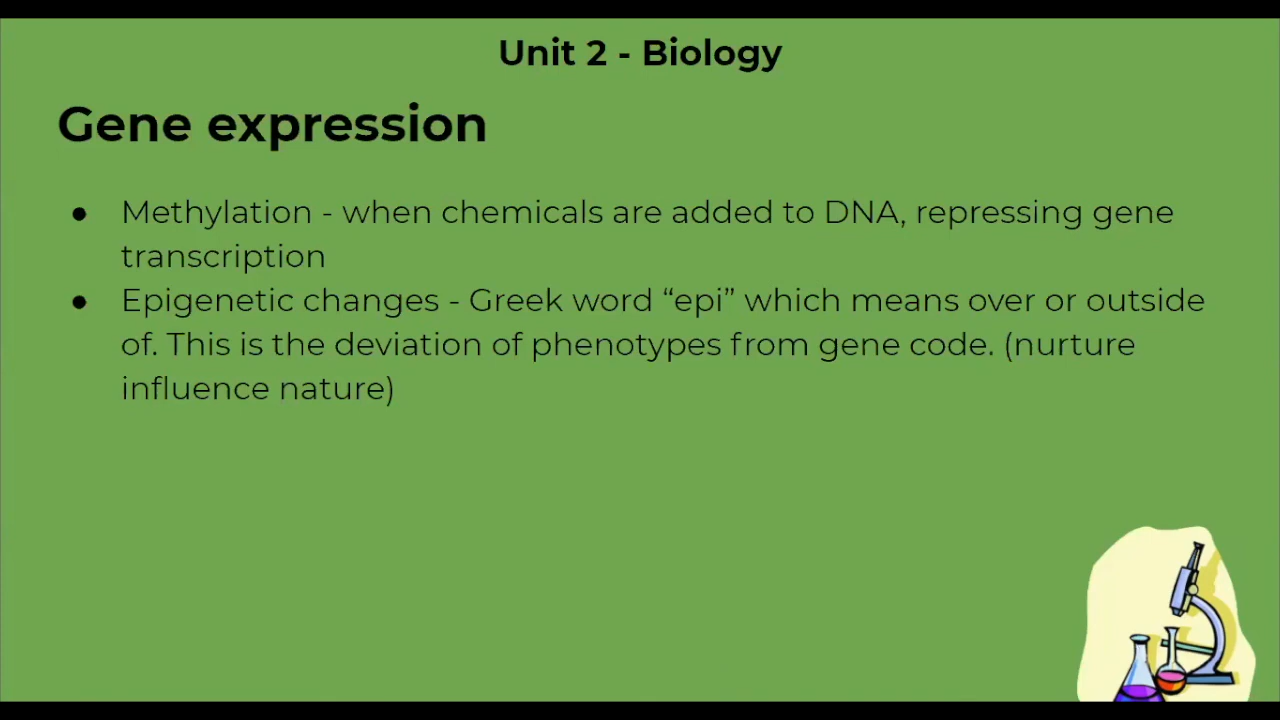 Unit 2 - Biology
Gene expression
● Methylation - when chemicals are added to DNA, repressing gene
transcription
● Epigenetic changes - Greek word “epi” which means over or outside
of. This is the deviation of phenotypes from gene code. (nurture
influence nature)